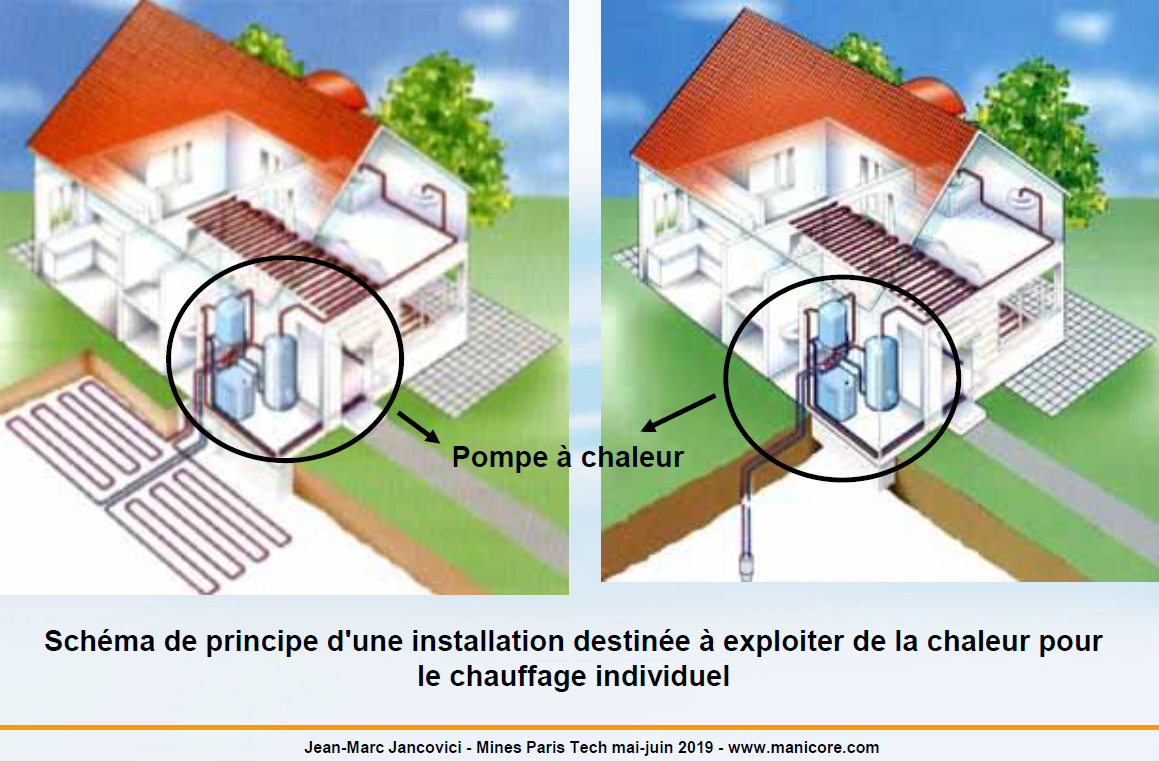 Pompe à chaleur
Schéma de principe d'une installation destinée à exploiter de la chaleur pour
le chauffage individuel
Jean-Marc Jancovici - Mines Paris Tech mai-juin 2019 - www.manicore.com